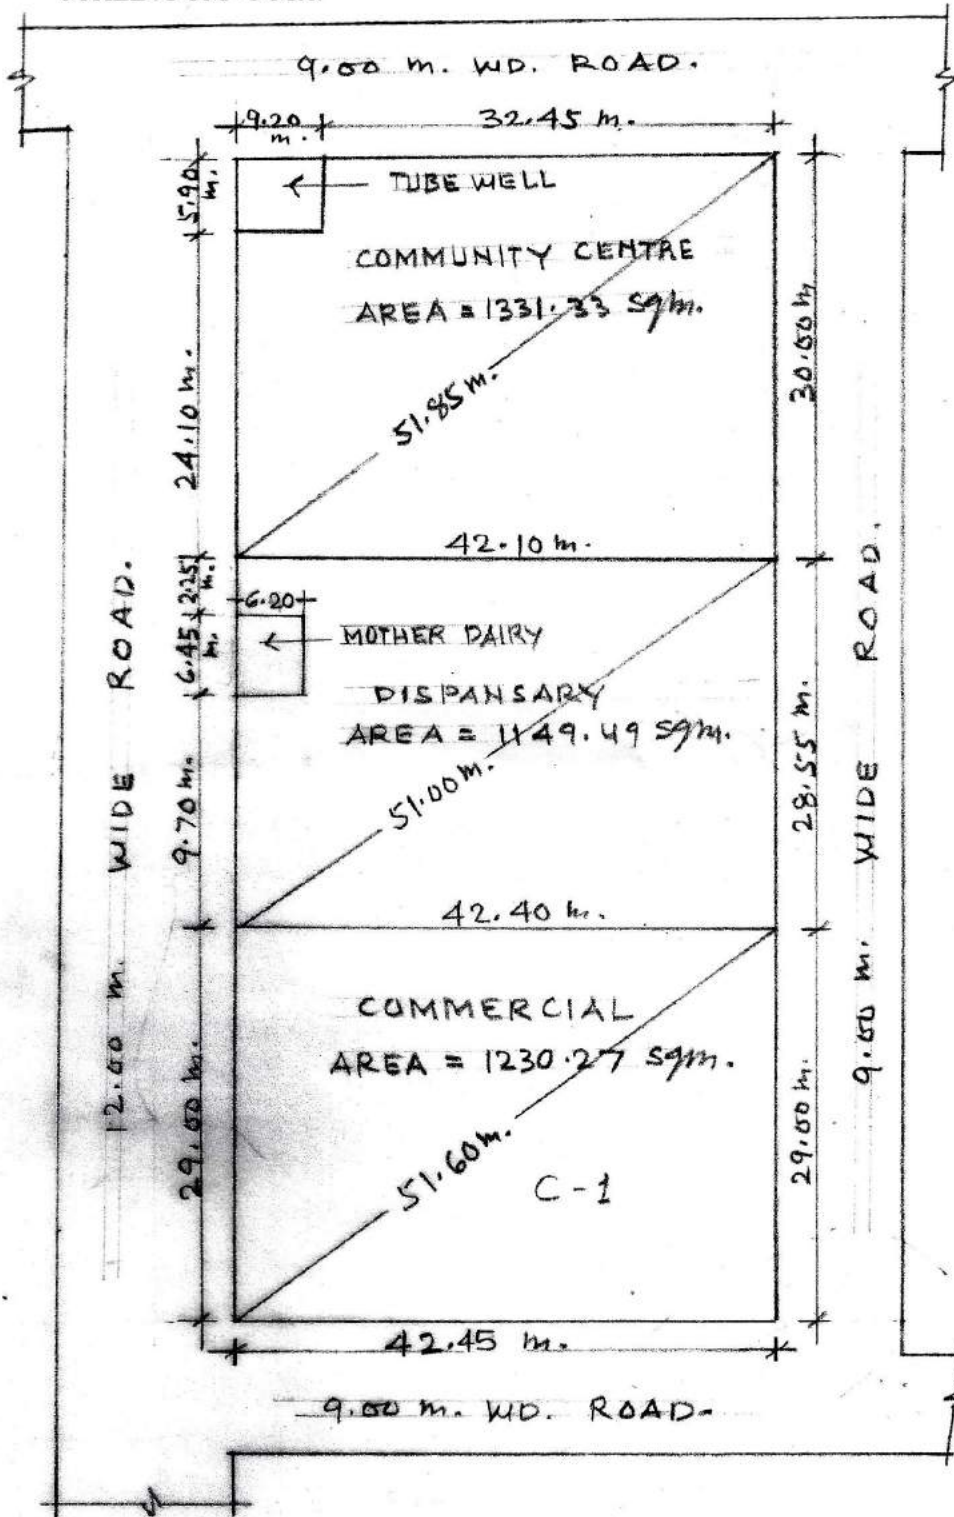 9.00 m. WD. ROAD.
9.20 m.
32.45 m.
5.90 m.
TUBE WELL
COMMUNITY CENTRE
AREA = 1331.33 sqm.
51.85 m.
24.10 m.
30.00 m
42.10 m.
2.25 m.
6.20
6.45 m.
MOTHER DAIRY
DISPANSARY
AREA = 1149.49 sqm.
51.00 m.
9.70 m.
28.55 m.
12.00 m. WIDE ROAD.
9.00 m. WIDE ROAD.
42.40 m.
COMMERCIAL
AREA = 1230.27 sqm.
51.60 m.
C-1
29.00 m.
29.00 m.
42.45 m.
9.00 m. WD. ROAD.